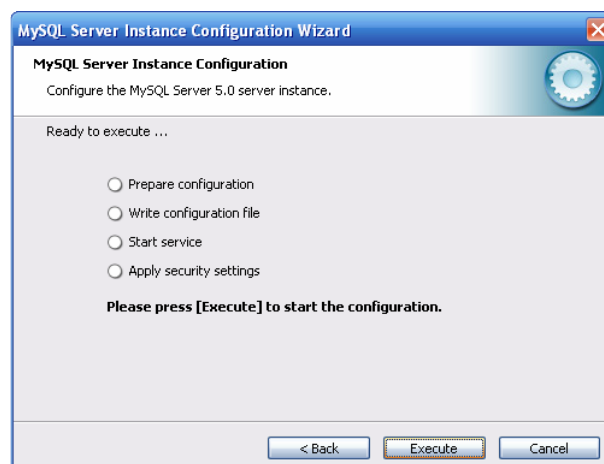 MySQL Server Instance Configuration Wizard
MySQL Server Instance Configuration
Configure the MySQL Server 5.0 server instance.
Ready to execute ...
Prepare configuration
Write configuration file
Start service
Apply security settings
Please press [Execute] to start the configuration.
< Back
Execute
Cancel